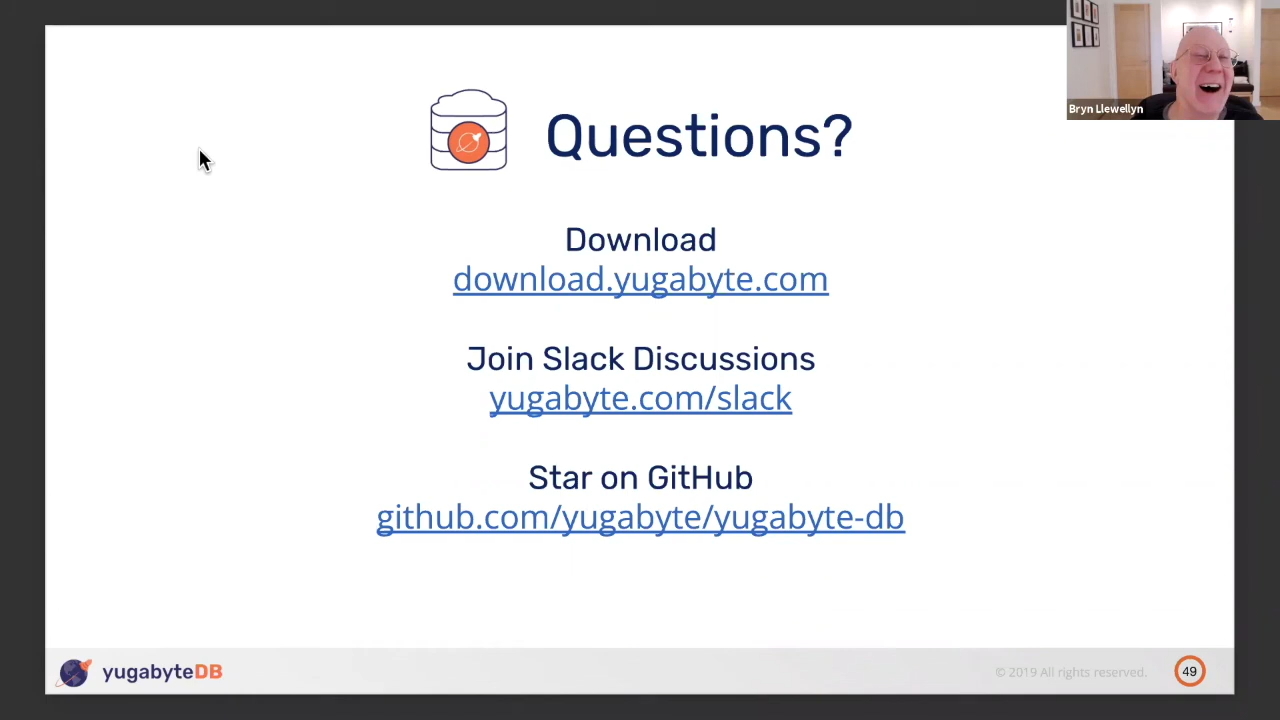 Bryn Llewellyn
Questions?
Download
download.yugabyte.com
Join Slack Discussions
yugabyte.com/slack
Star on GitHub
github.com/yugabyte/yugabyte-db
yugabyteDB
© 2019 All rights reserved.
49